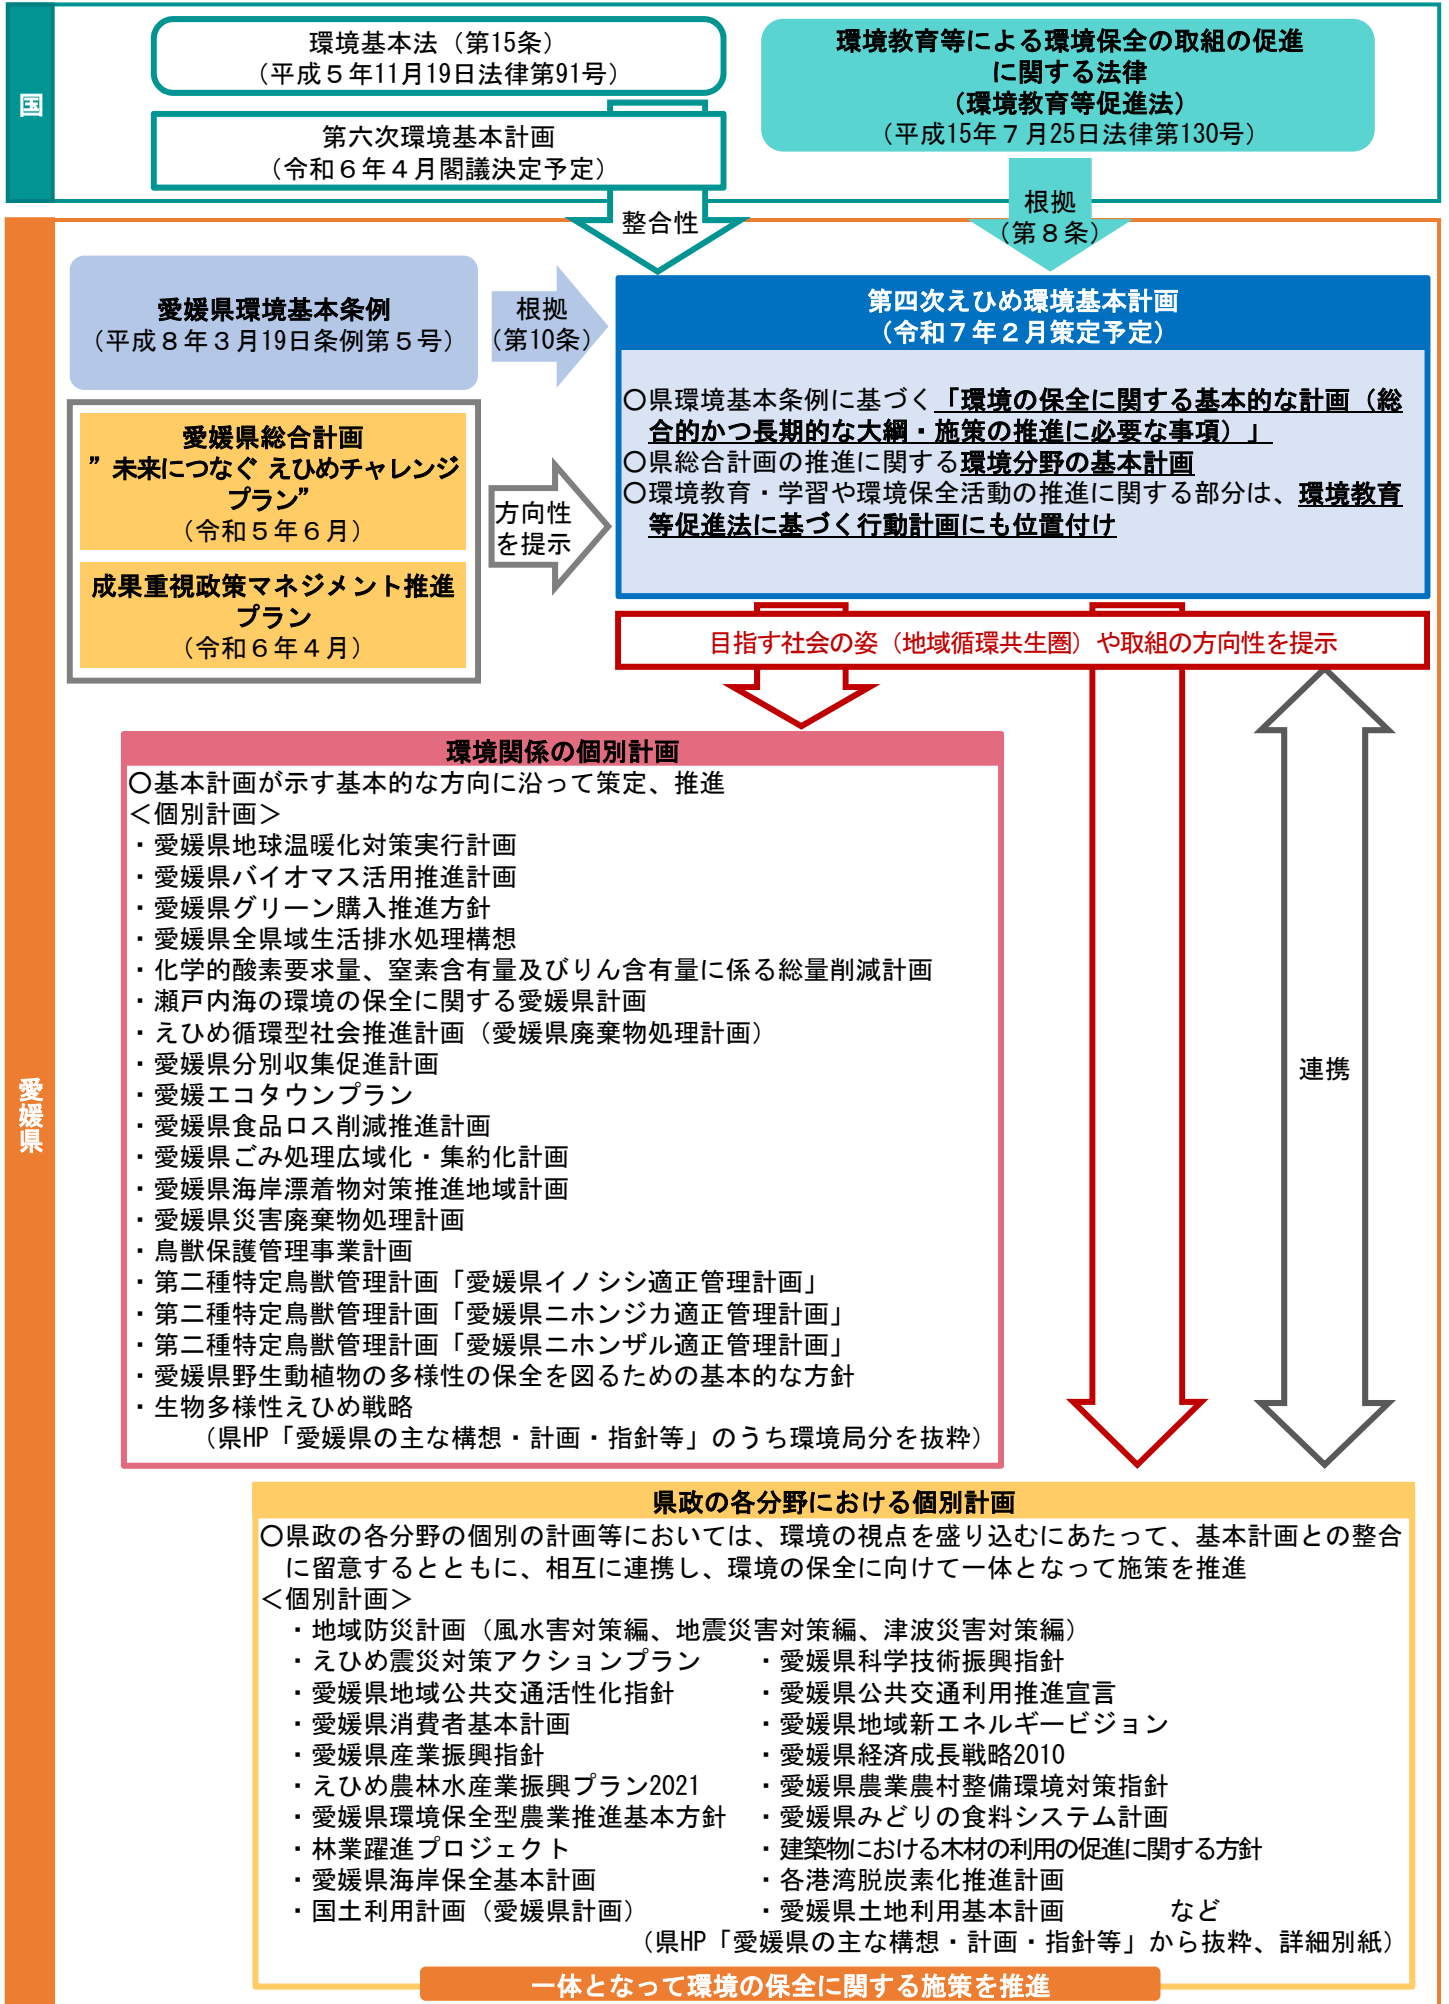 国
環境基本法（第15条）
（平成５年11月19日法律第91号）
第六次環境基本計画
（令和６年４月閣議決定予定）
環境教育等による環境保全の取組の促進
に関する法律
（環境教育等促進法）
（平成15年７月25日法律第130号）
整合性
根拠
（第８条）
愛媛県
愛媛県環境基本条例
（平成８年３月19日条例第５号）
根拠
（第10条）
第四次えひめ環境基本計画
（令和７年２月策定予定）
〇県環境基本条例に基づく「環境の保全に関する基本的な計画（総
合的かつ長期的な大綱・施策の推進に必要な事項）」
〇県総合計画の推進に関する環境分野の基本計画
〇環境教育・学習や環境保全活動の推進に関する部分は、環境教育
等促進法に基づく行動計画にも位置付け
愛媛県総合計画
”未来につなぐ えひめチャレンジ
プラン”
（令和５年６月）
成果重視政策マネジメント推進
プラン
（令和６年４月）
方向性
を提示
目指す社会の姿（地域循環共生圏）や取組の方向性を提示
環境関係の個別計画
〇基本計画が示す基本的な方向に沿って策定、推進
＜個別計画＞
・愛媛県地球温暖化対策実行計画
・愛媛県バイオマス活用推進計画
・愛媛県グリーン購入推進方針
・愛媛県全県域生活排水処理構想
・化学的酸素要求量、窒素含有量及びりん含有量に係る総量削減計画
・瀬戸内海の環境の保全に関する愛媛県計画
・えひめ循環型社会推進計画（愛媛県廃棄物処理計画）
・愛媛県分別収集促進計画
・愛媛エコタウンプラン
・愛媛県食品ロス削減推進計画
・愛媛県ごみ処理広域化・集約化計画
・愛媛県海岸漂着物対策推進地域計画
・愛媛県災害廃棄物処理計画
・鳥獣保護管理事業計画
・第二種特定鳥獣管理計画「愛媛県イノシシ適正管理計画」
・第二種特定鳥獣管理計画「愛媛県ニホンジカ適正管理計画」
・第二種特定鳥獣管理計画「愛媛県ニホンザル適正管理計画」
・愛媛県野生動植物の多様性の保全を図るための基本的な方針
・生物多様性えひめ戦略
（県HP「愛媛県の主な構想・計画・指針等」のうち環境局分を抜粋）
連携
県政の各分野における個別計画
〇県政の各分野の個別の計画等においては、環境の視点を盛り込むにあたって、基本計画との整合
に留意するとともに、相互に連携し、環境の保全に向けて一体となって施策を推進
＜個別計画＞
・地域防災計画（風水害対策編、地震災害対策編、津波災害対策編）
・えひめ震災対策アクションプラン　・愛媛県科学技術振興指針
・愛媛県地域公共交通活性化指針　・愛媛県公共交通利用推進宣言
・愛媛県消費者基本計画　・愛媛県地域新エネルギービジョン
・愛媛県産業振興指針　・愛媛県経済成長戦略2010
・えひめ農林水産業振興プラン2021　・愛媛県農業農村整備環境対策指針
・愛媛県環境保全型農業推進基本方針　・愛媛県みどりの食料システム計画
・林業躍進プロジェクト　・建築物における木材の利用の促進に関する方針
・愛媛県海岸保全基本計画　・各港湾脱炭素化推進計画
・国土利用計画（愛媛県計画）　・愛媛県土地利用基本計画　など
（県HP「愛媛県の主な構想・計画・指針等」から抜粋、詳細別紙）
一体となって環境の保全に関する施策を推進